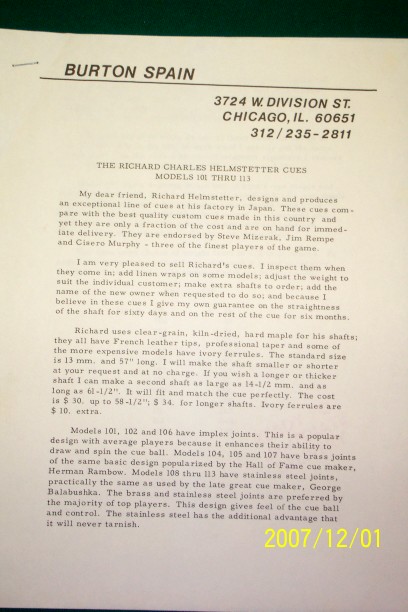 BURTON SPAIN
3724 W. DIVISION ST.
CHICAGO, IL. 60651
312/235-2811
THE RICHARD CHARLES HELMSTETTER CUES
MODELS 101 THRU 113
My dear friend, Richard Helmstetter, designs and produces
an exceptional line of cues at his factory in Japan. These cues com-
pare with the best quality custom cues made in this country and
yet they are only a fraction of the cost and are on hand for immed-
iate delivery. They are endorsed by Steve Mizerak, Jim Rempe
and Cisero Murphy - three of the finest players of the game.
I am very pleased to sell Richard's cues. I inspect them when
they come in; add linen wraps on some models; adjust the weight to
suit the individual customer; make extra shafts to order; add the
name of the new owner when requested to do so; and because I
believe in these cues I give my own guarantee on the straightness
of the shaft for sixty days and on the rest of the cue for six months.
Richard uses clear-grain, kiln-dried, hard maple for his shafts;
they all have French leather tips, professional taper and some of
the more expensive models have ivory ferrules. The standard size
is 13 mm. and 57" long. I will make the shaft smaller or shorter
at your request and at no charge. If you wish a longer or thicker
shaft I can make a second shaft as large as 14-1/2 mm. and as
long as 61-1/2". It will fit and match the cue perfectly. The cost
is $ 30. up to 58-1/2"; $ 34. for longer shafts. Ivory ferrules are
$ 10. extra.
Models 101, 102 and 106 have implex joints. This is a popular
design with average players because it enhances their ability to
draw and spin the cue ball. Models 104, 105 and 107 have brass joints
of the same basic design popularized by the Hall of Fame cue maker,
Herman Rambow. Models 108 thru 113 have stainless steel joints,
practically the same as used by the late great cue maker, George
Balabushka. The brass and stainless steel joints are preferred by
the majority of top players. This design gives feel of the cue ball
and control. The stainless steel has the additional advantage that
it will never tarnish.
2007/12/01